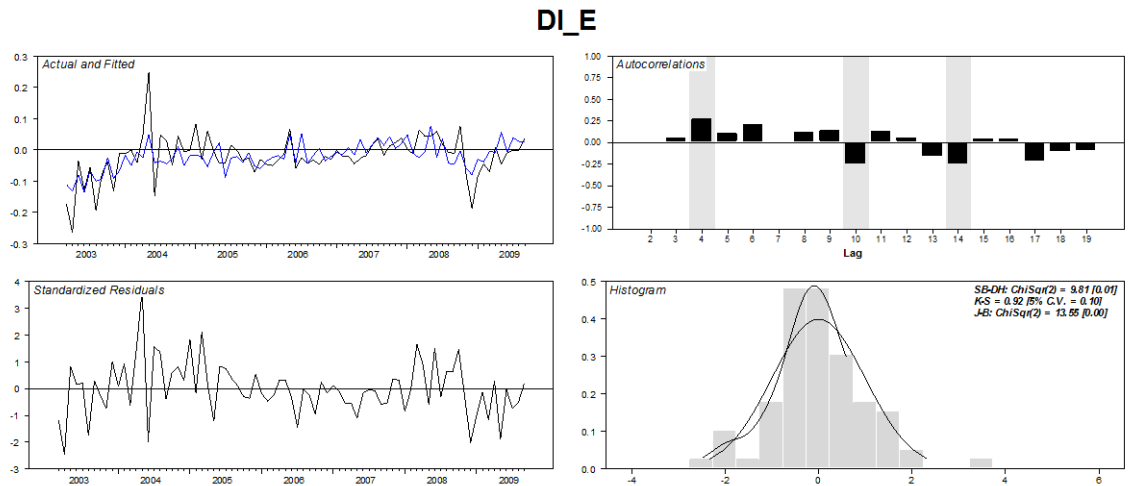 DI_E
Actual and Fitted
0.3
0.2
0.1
0.0
-0.1
-0.2
-0.3
2003 2004 2005 2006 2007 2008 2009
Autocorrelations
1.00
0.75
0.50
0.25
0.00
-0.25
-0.50
-0.75
-1.00
2 3 4 5 6 7 8 9 10 11 12 13 14 15 16 17 18 19
Lag
Standardized Residuals
4
3
2
1
0
-1
-2
-3
2003 2004 2005 2006 2007 2008 2009
Histogram
SB-DH: ChiSqr(2) = 9.81 [0.01]
K-S = 0.92 [5% C.V. = 0.10]
J-B: ChiSqr(2) = 13.55 [0.00]
0.5
0.4
0.3
0.2
0.1
0.0
-4 -2 0 2 4 6